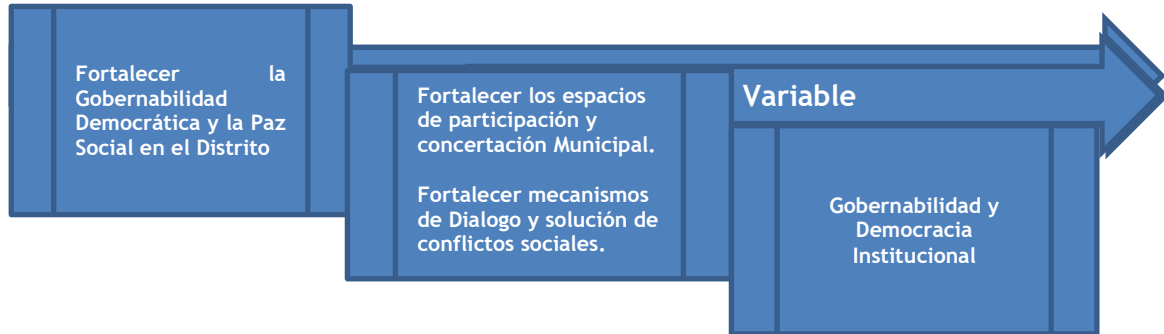 Fortalecer la
Gobernabilidad
Democrática y la Paz
Social en el Distrito
Fortalecer los espacios
de participación y
concertación Municipal.
Fortalecer mecanismos
de Dialogo y solución de
conflictos sociales.
Variable
Gobernabilidad y
Democracia
Institucional